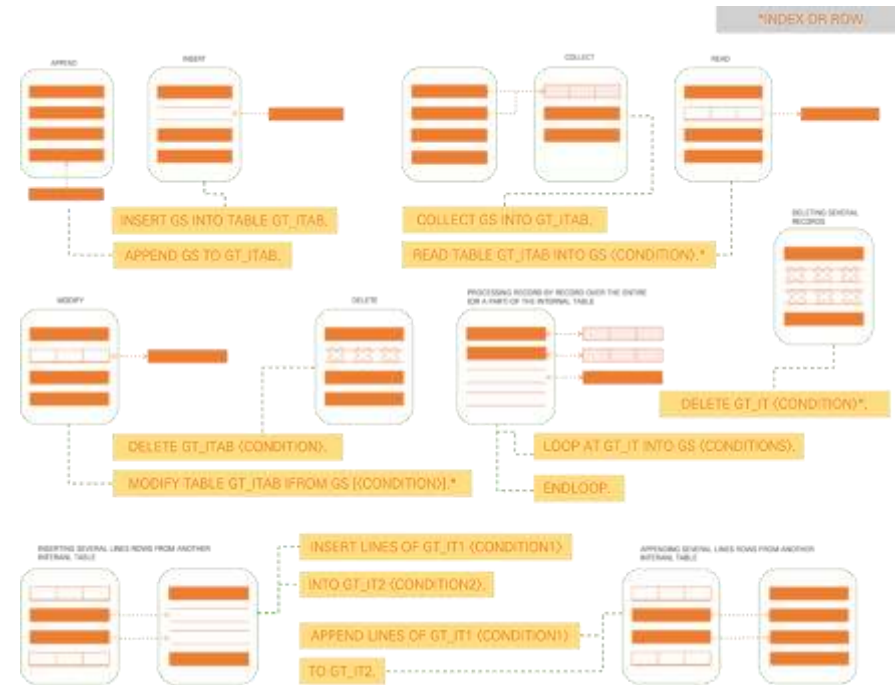 *INDEX OR ROW.
APPEND
INSERT
COLLECT
READ
INSERT GS INTO TABLE GT_ITAB.
APPEND GS TO GT_ITAB.
COLLECT GS INTO GT_ITAB.
READ TABLE GT_ITAB INTO GS (CONDITION).*
DELETING SEVERAL
RECORDS
MODIFY
DELETE
PROCESSING RECORD BY RECORD OVER THE ENTIRE
(OR A PART) OF THE INTERNAL TABLE
DELETE GT_IT (CONDITION)*.
DELETE GT_ITAB (CONDITION).
MODIFY TABLE GT_ITAB IFROM GS [(CONDITION)].*
LOOP AT GT_IT INTO GS (CONDITIONS).
ENDLOOP.
INSERTING SEVERAL LINES ROWS FROM ANOTHER
INTERANL TABLE
INSERT LINES OF GT_IT1 (CONDITION1)
INTO GT_IT2 (CONDITION2).
APPENDING SEVERAL LINES ROWS FROM ANOTHER
INTERNAL TABLE
APPEND LINES OF GT_IT1 (CONDITION1)
TO GT_IT2.